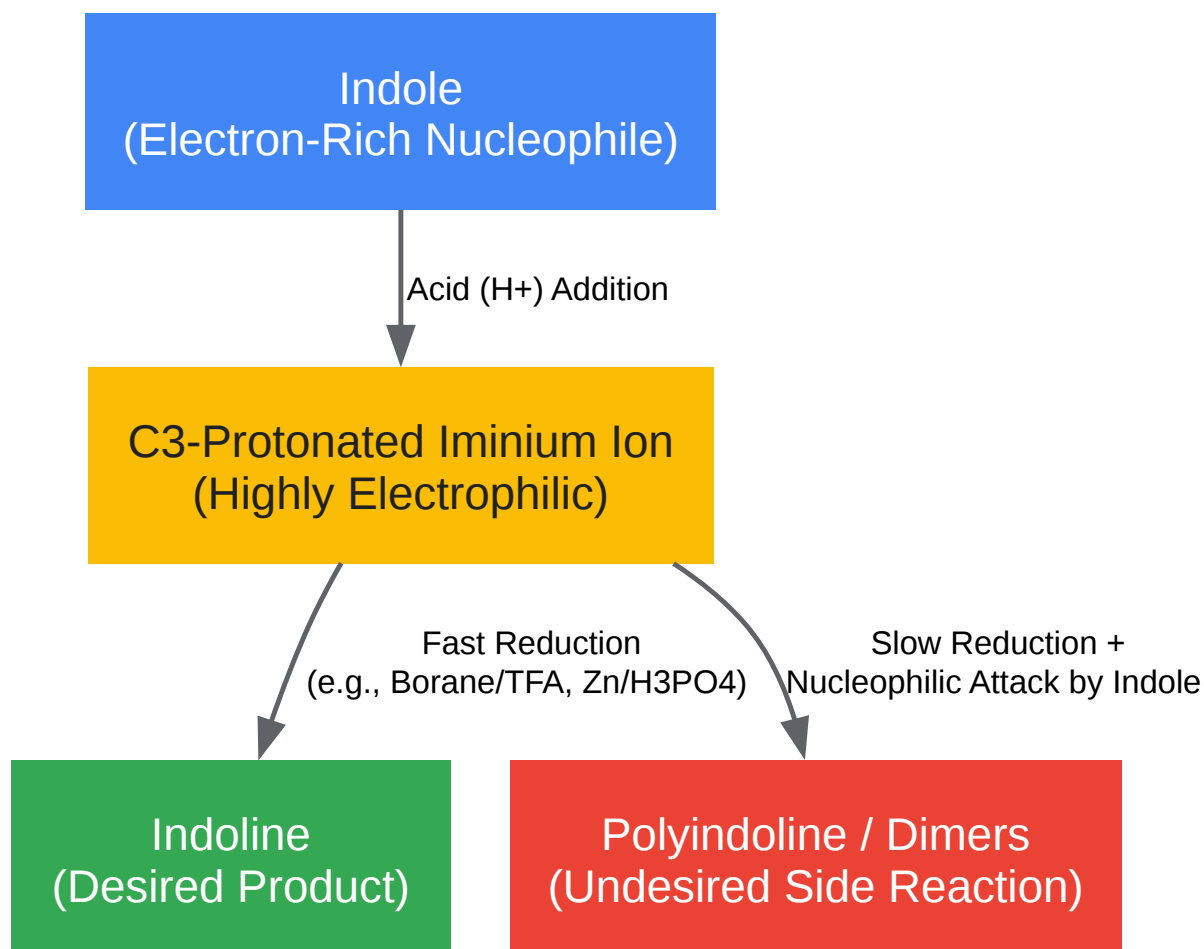 Indole
(Electron-Rich Nucleophile)
Acid (H+) Addition
C3-Protonated Iminium Ion
(Highly Electrophilic)
Fast Reduction
(e.g., Borane/TFA, Zn/H3PO4)
Slow Reduction +
Nucleophilic Attack by Indole
Indoline
(Desired Product)
Polyindoline / Dimers
(Undesired Side Reaction)